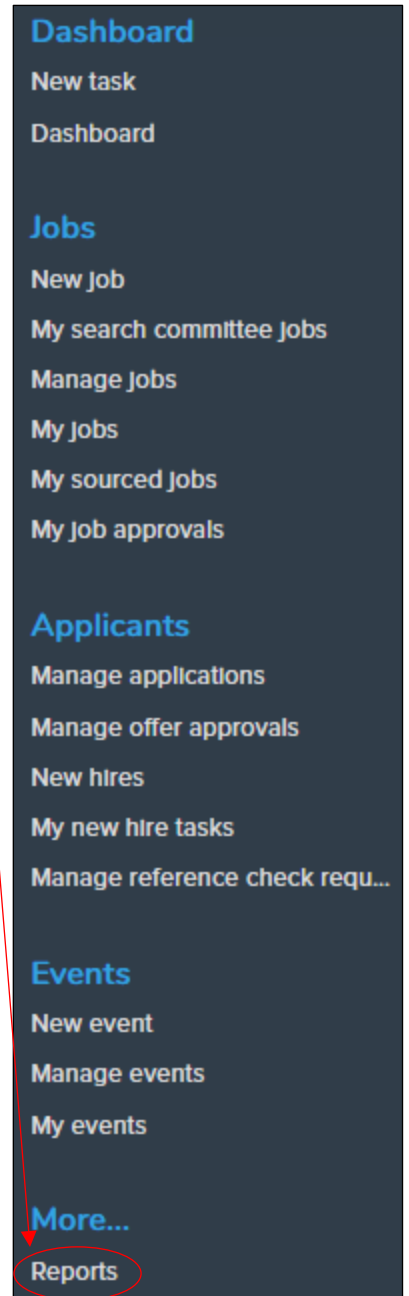 Dashboard
New task
Dashboard
Jobs
New job
My search committee jobs
Manage jobs
My jobs
My sourced jobs
My job approvals
Applicants
Manage applications
Manage offer approvals
New hires
My new hire tasks
Manage reference check requ...
Events
New event
Manage events
My events
More...
Reports